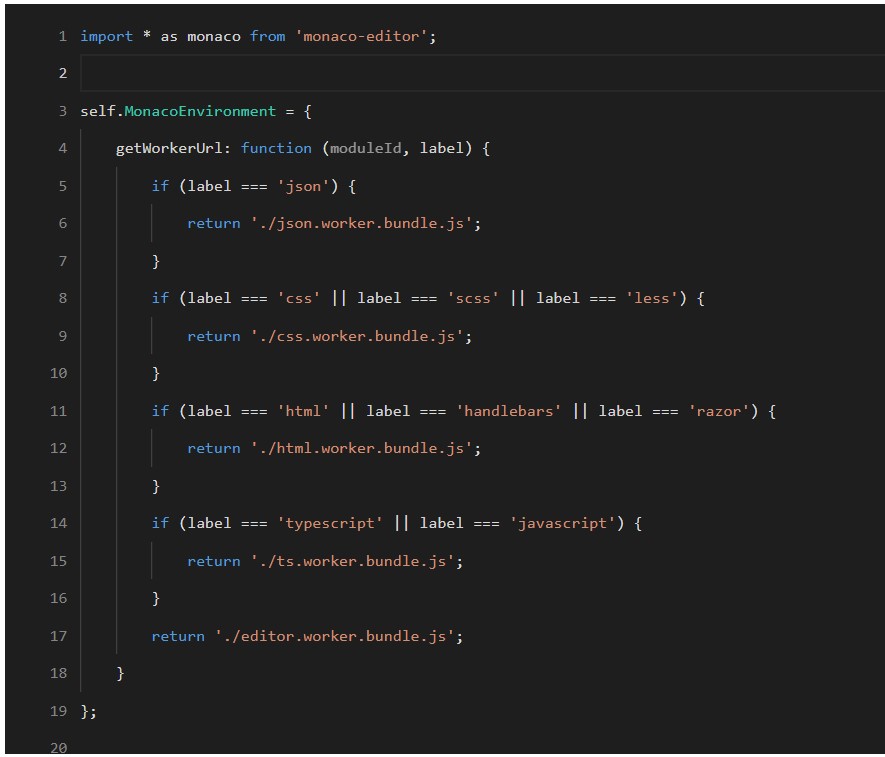 1 import * as monaco from 'monaco-editor';
2
3 self.MonacoEnvironment = {
4     getWorkerUrl: function (moduleId, label) {
5         if (label === 'json') {
6             return './json.worker.bundle.js';
7         }
8         if (label === 'css' || label === 'scss' || label === 'less') {
9             return './css.worker.bundle.js';
10         }
11         if (label === 'html' || label === 'handlebars' || label === 'razor') {
12             return './html.worker.bundle.js';
13         }
14         if (label === 'typescript' || label === 'javascript') {
15             return './ts.worker.bundle.js';
16         }
17         return './editor.worker.bundle.js';
18     }
19 };
20